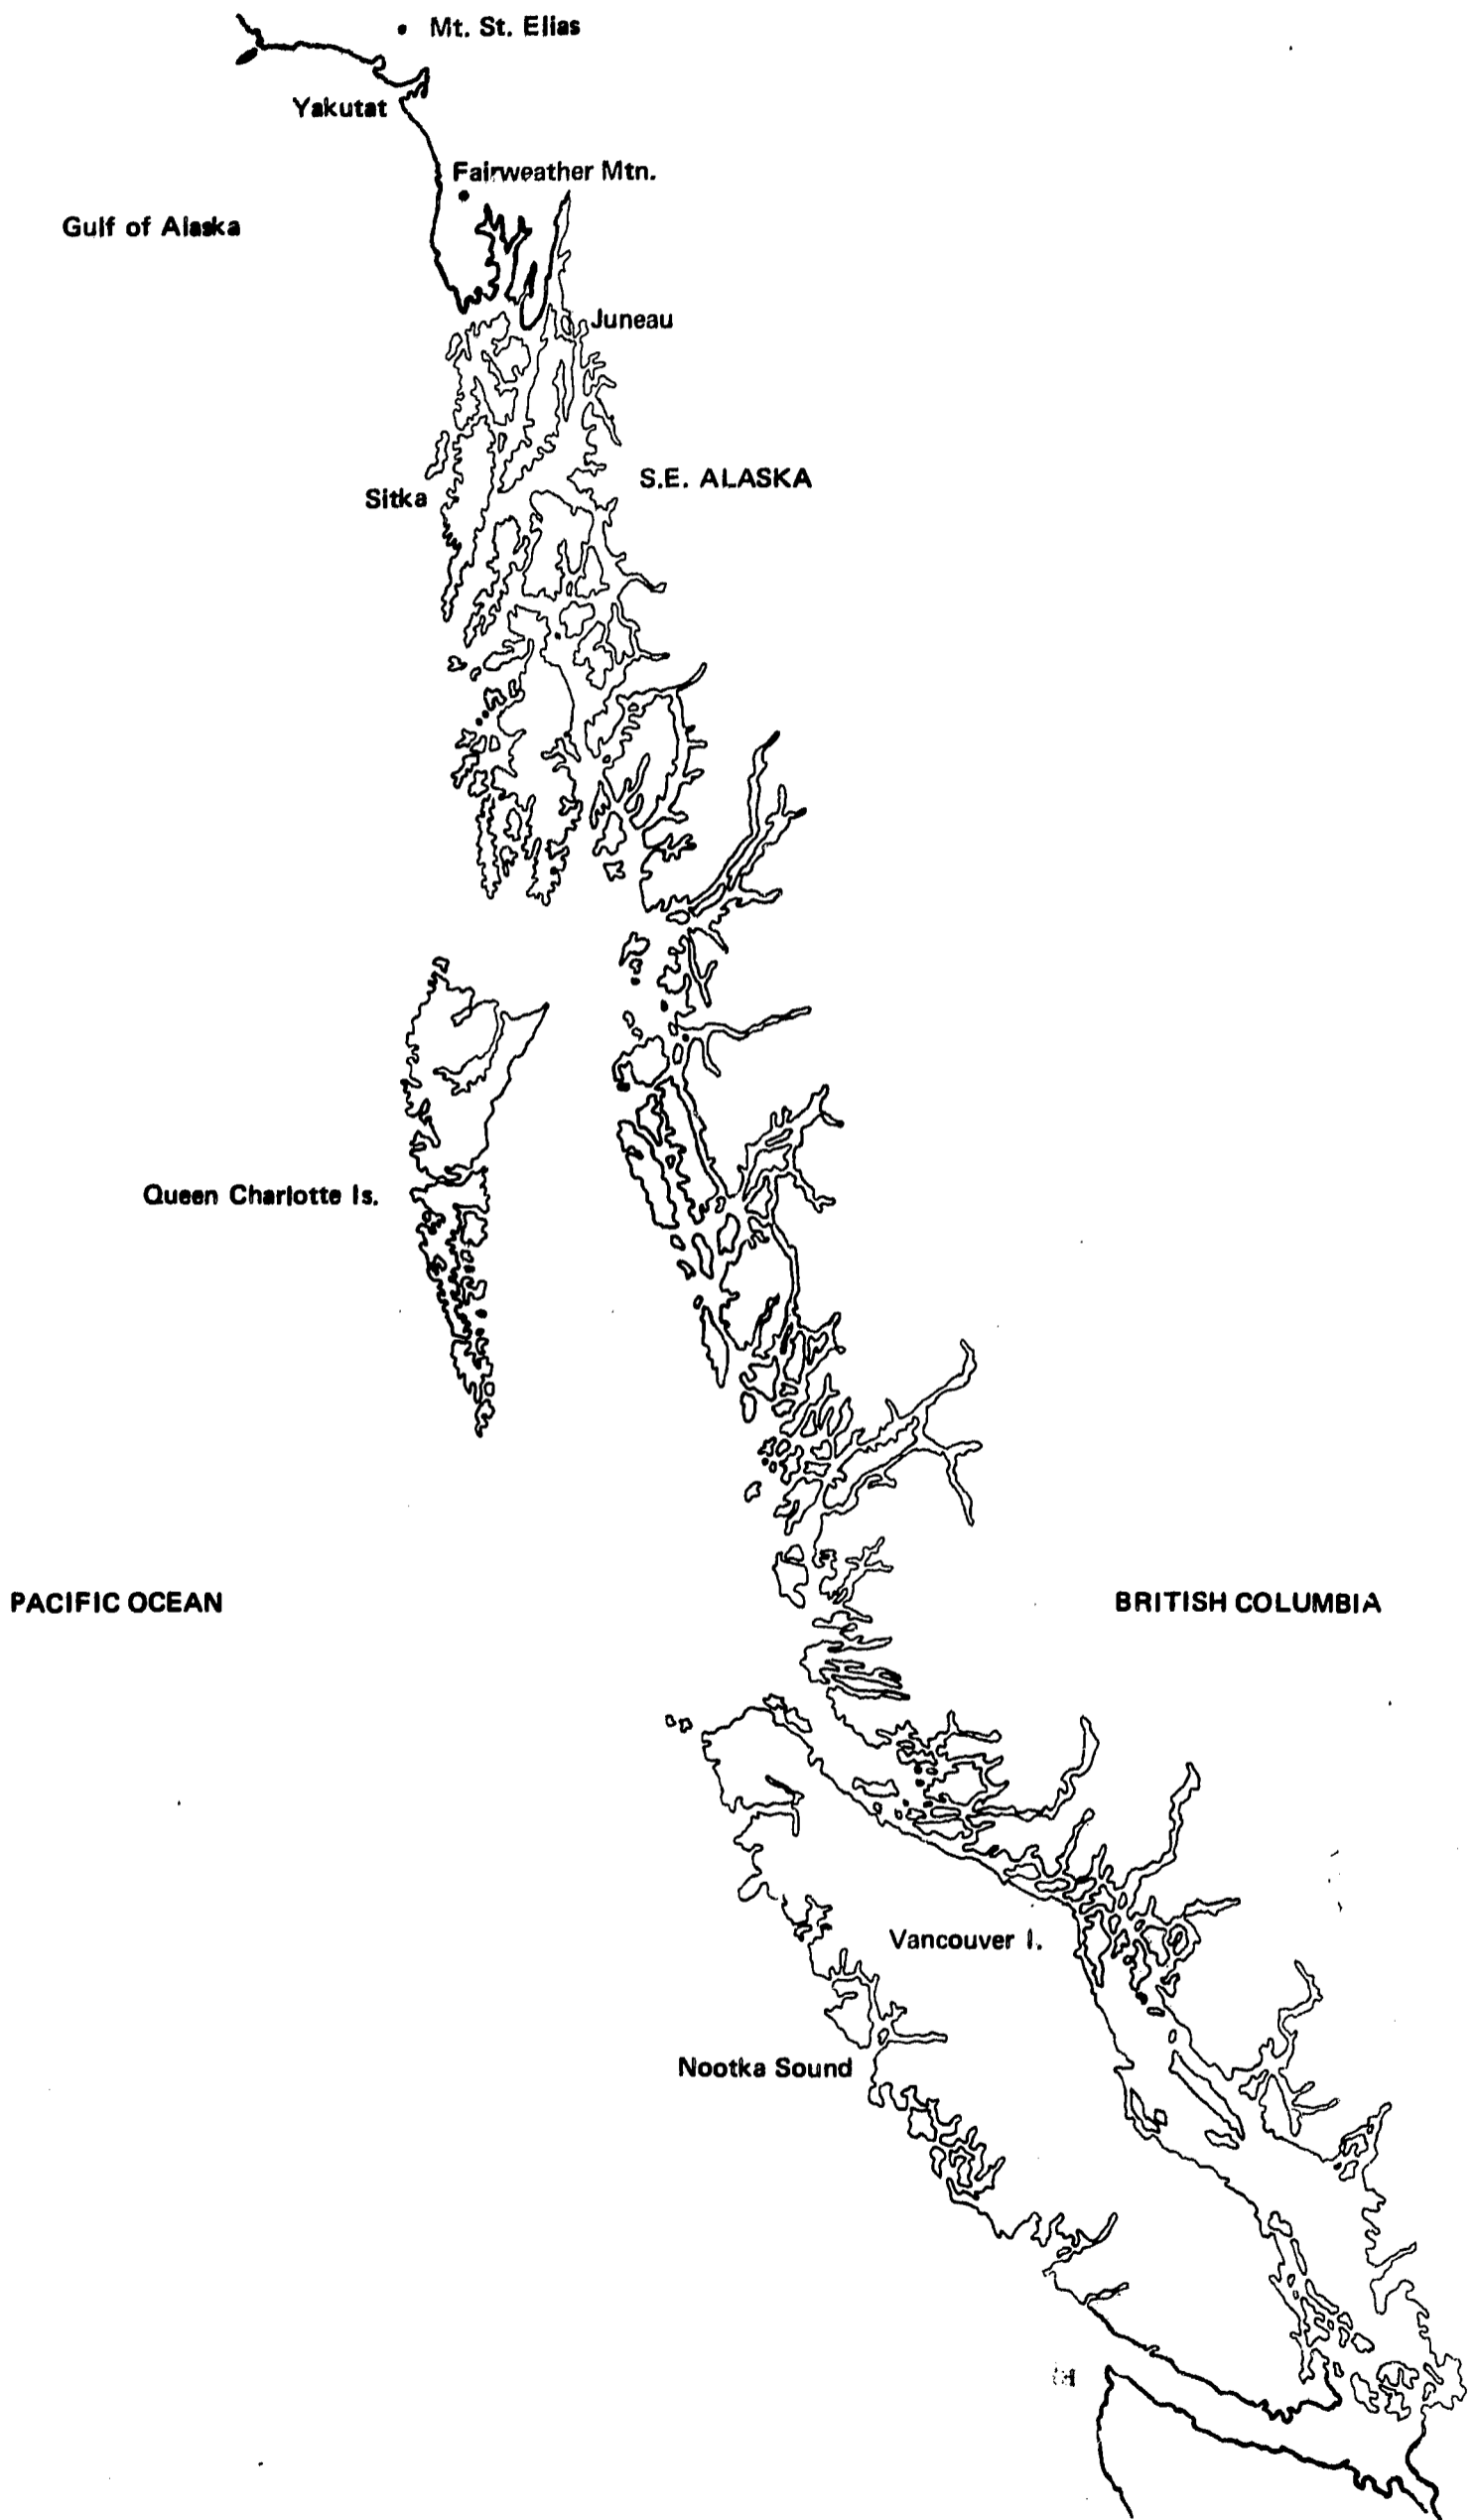 Mt. St. Elias
Yakutat
Fairweather Mtn.
Gulf of Alaska
Juneau
S.E. ALASKA
Sitka
Queen Charlotte Is.
PACIFIC OCEAN
BRITISH COLUMBIA
Vancouver I.
Nootka Sound